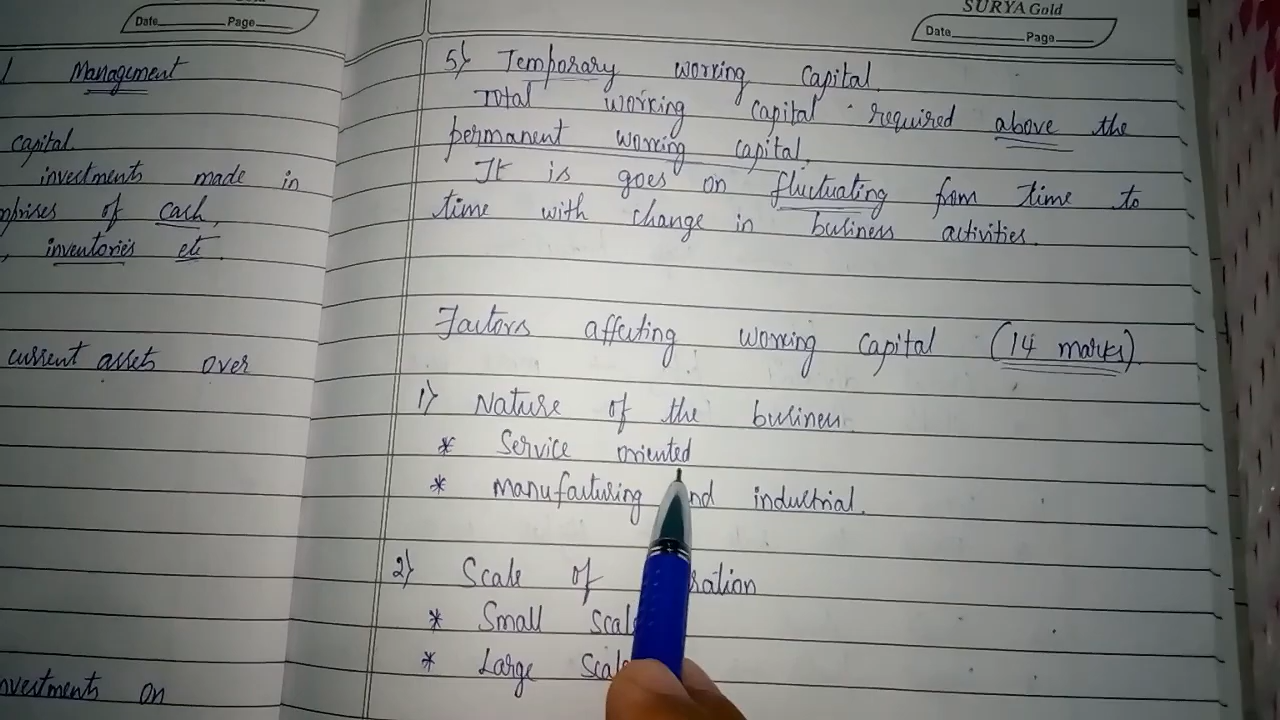 Date Page
Management
capital.
investments made in
of cash,
, inventories etc.
current assets over
on
SURYA Gold
Date Page
5) Temporary working capital.
Total working capital required above the
permanent working capital.
It is goes on fluctuating from time to
time with change in business activities.
Factors affecting working capital (14 marks)
1) Nature of the business.
* Service oriented
* Manufacturing and industrial.
2) Scale of
* Small
* Large